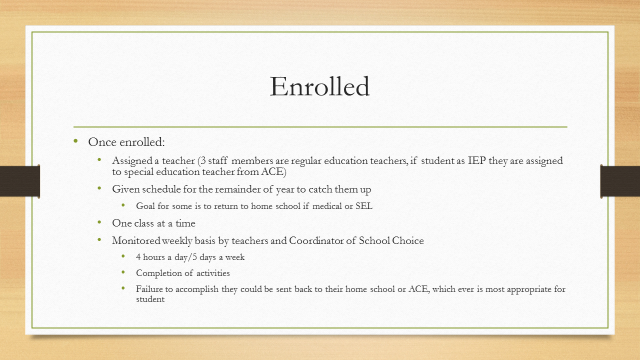 Enrolled
• Once enrolled:
• Assigned a teacher (3 staff members are regular education teachers, if student as IEP they are assigned
to special education teacher from ACE)
• Given schedule for the remainder of year to catch them up
• Goal for some is to return to home school if medical or SEL
• One class at a time
• Monitored weekly basis by teachers and Coordinator of School Choice
• 4 hours a day/5 days a week
• Completion of activities
• Failure to accomplish they could be sent back to their home school or ACE, which ever is most appropriate for
student